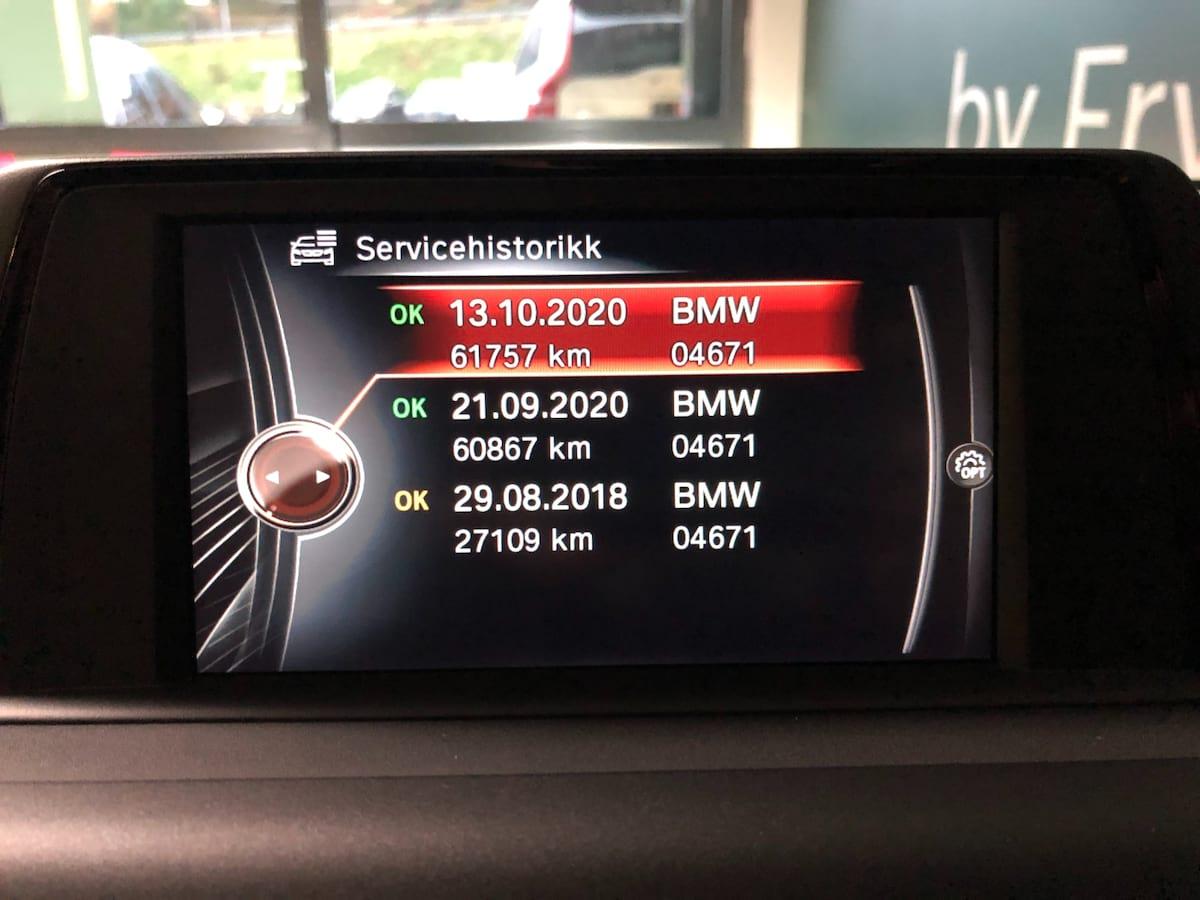 by
Servicehistorikk
OK 13.10.2020 BMW
61757 km 04671
OK 21.09.2020 BMW
60867 km 04671
OK 29.08.2018 BMW
27109 km 04671
OPT